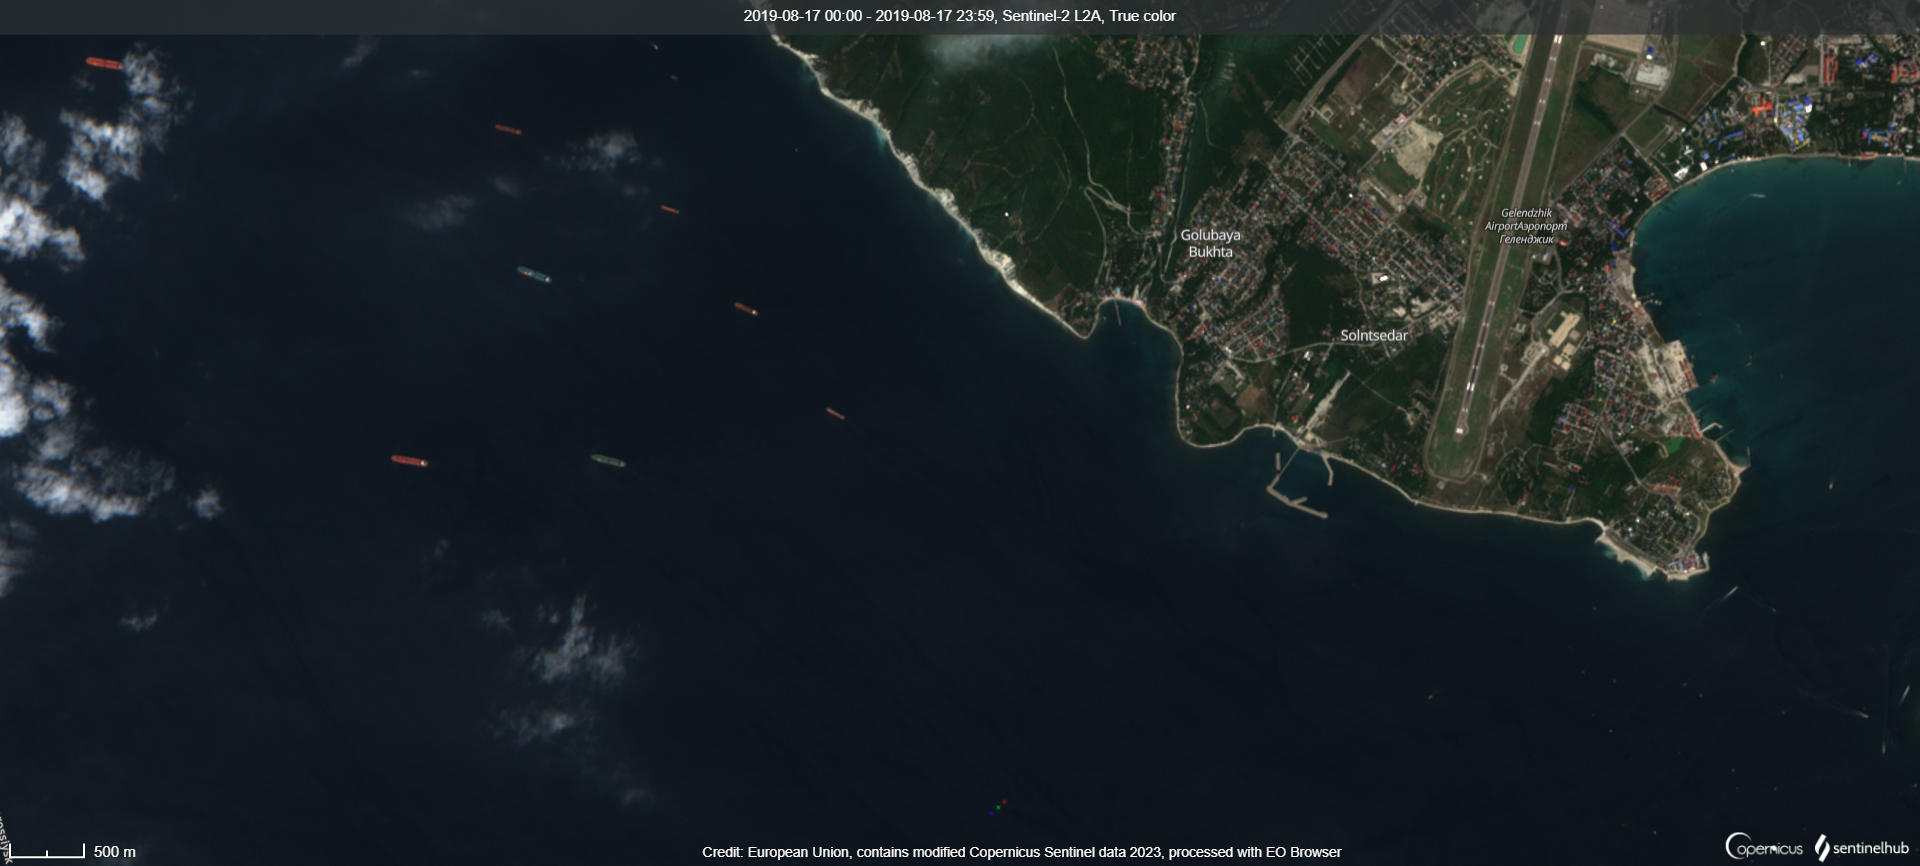 2019-08-17 00:00 - 2019-08-17 23:59, Sentinel-2 L2A, True color
Gelendzhik
AirportАэропорт
Геленджик
Golubaya
Bukhta
Solntsedar
500 m
Credit: European Union, contains modified Copernicus Sentinel data 2023, processed with EO Browser
Copernicus
sentinelhub